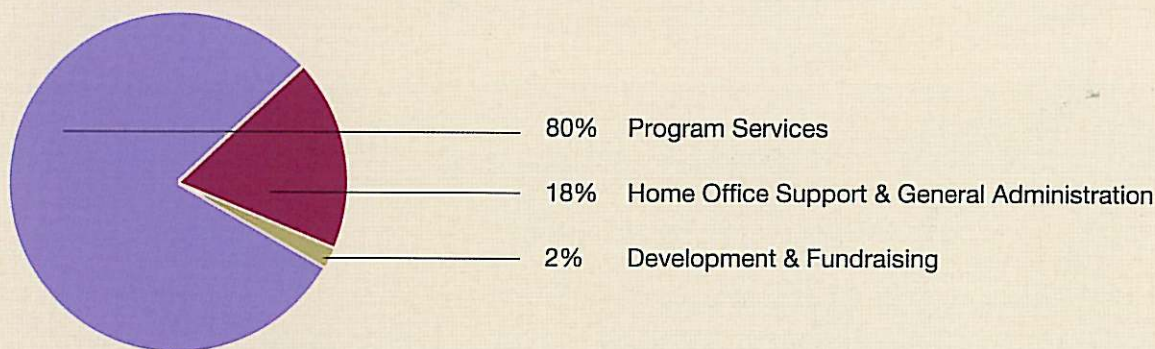 80% Program Services
18% Home Office Support & General Administration
2% Development & Fundraising